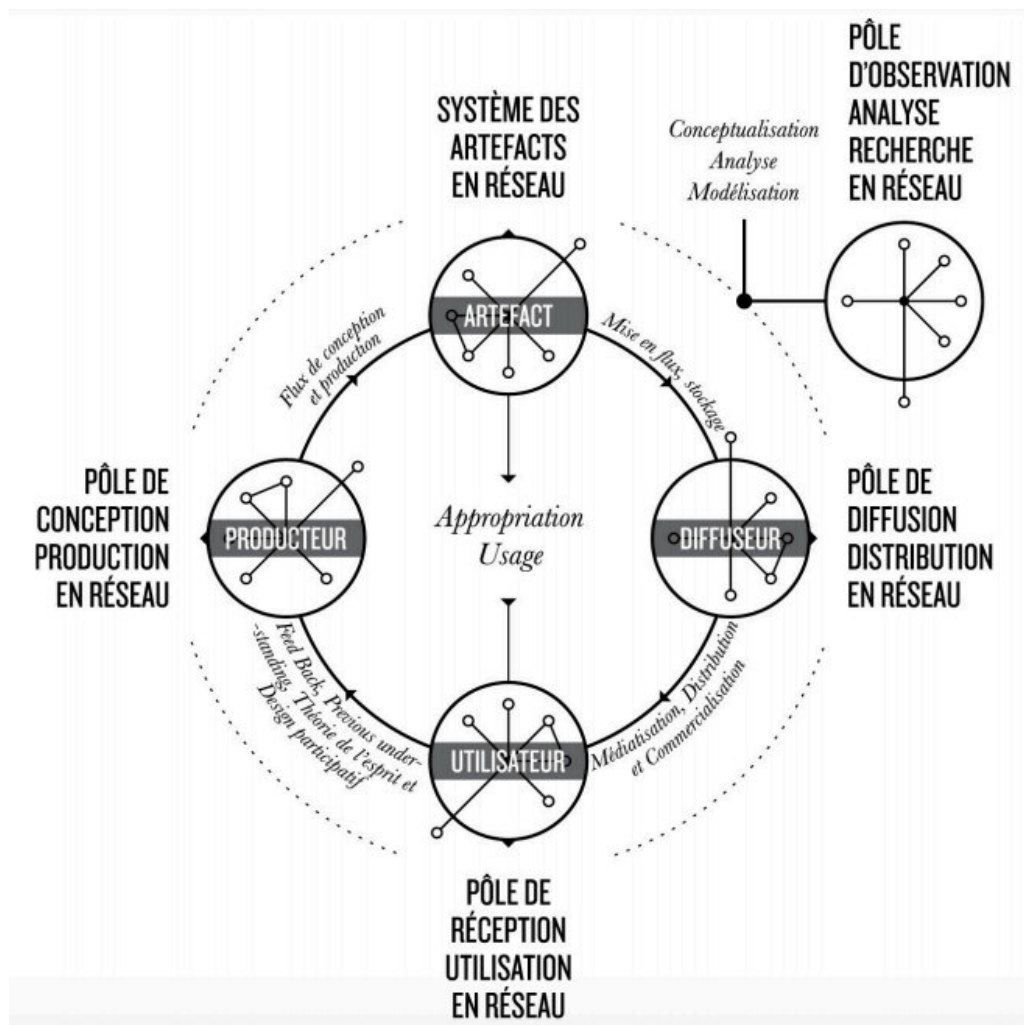 PÔLE
D'OBSERVATION
ANALYSE
RECHERCHE
EN RÉSEAU
SYSTÈME DES
ARTEFACTS
EN RÉSEAU
Conceptualisation
Analyse
Modélisation
ARTEFACT
Flux de conception
et production
Mise en flux, stockage
PÔLE DE
CONCEPTION
PRODUCTION
EN RÉSEAU
PRODUCTEUR
Appropriation
Usage
DIFFUSEUR
PÔLE DE
DIFFUSION
DISTRIBUTION
EN RÉSEAU
Feed Back, Previous under-
-standing, Théorie de l'esprit et
Design participatif
Médiatisation, Distribution
et Commercialisation
UTILISATEUR
PÔLE DE
RÉCEPTION
UTILISATION
EN RÉSEAU